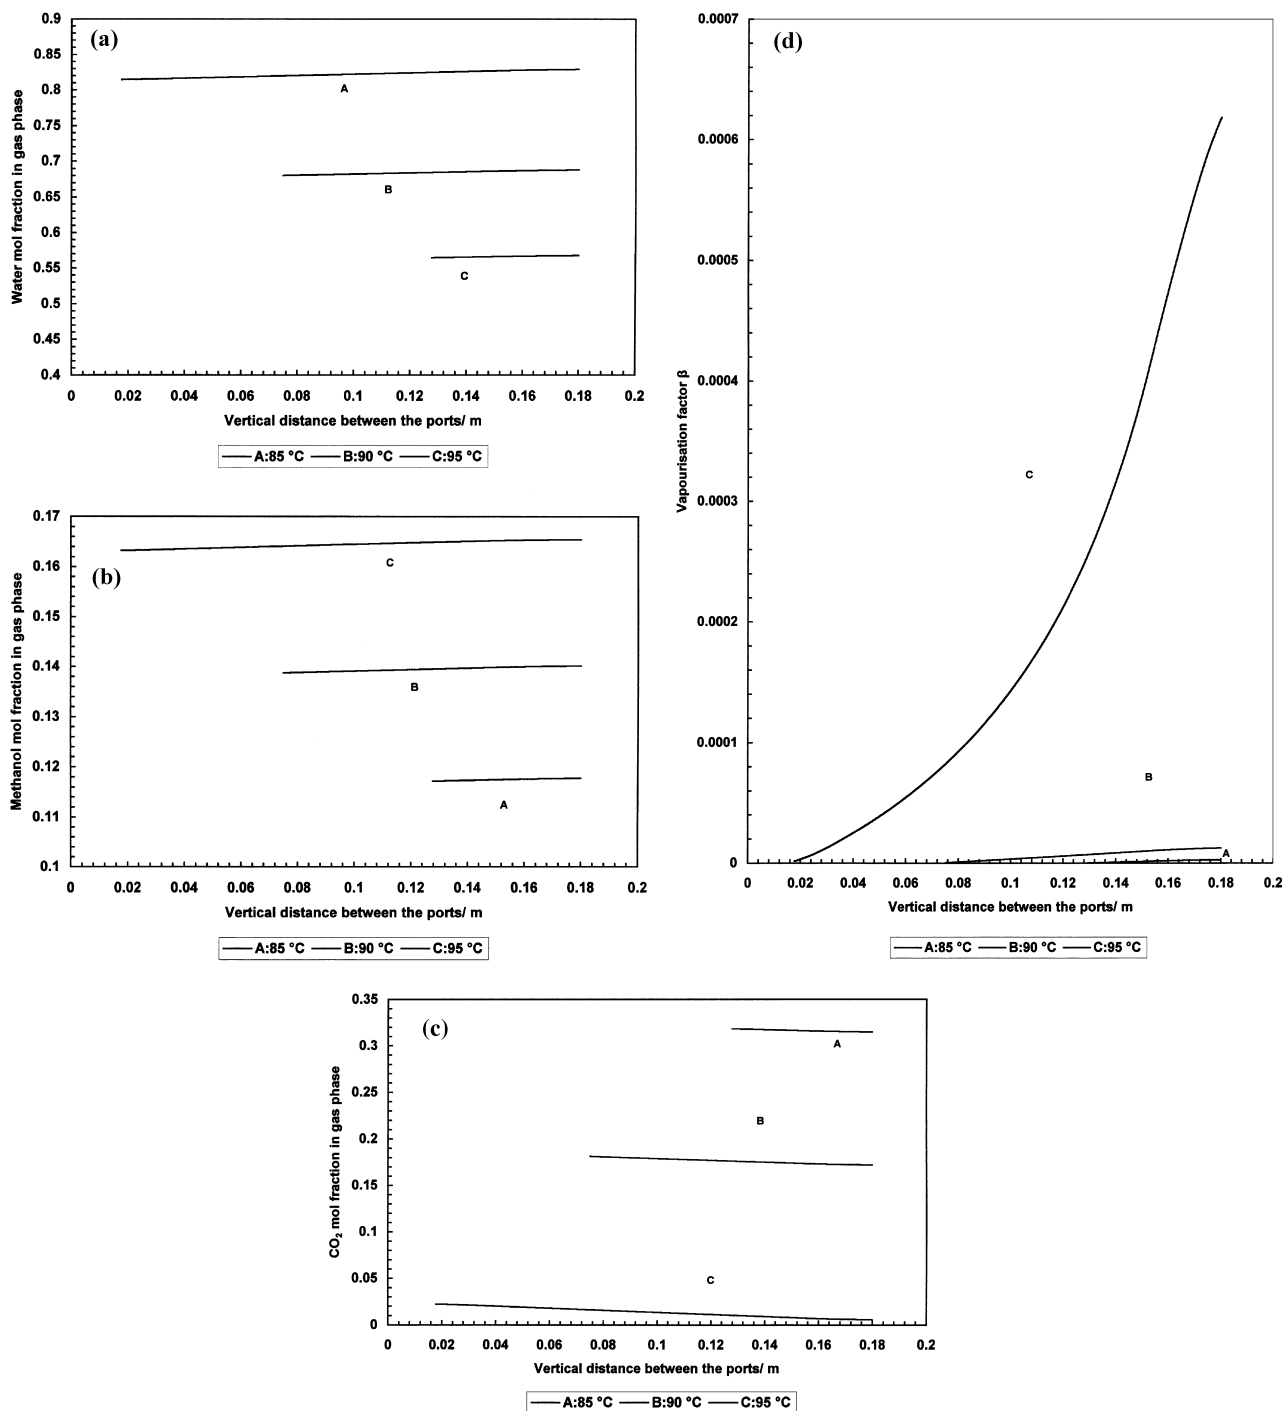 (a)
Water mol fraction in gas phase
0.9
0.85
0.8
0.75
0.7
0.65
0.6
0.55
0.5
0.45
0.4
A
B
C
0 0.02 0.04 0.06 0.08 0.1 0.12 0.14 0.16 0.18 0.2
Vertical distance between the ports/ m
A:85 °C B:90 °C C:95 °C
(b)
Methanol mol fraction in gas phase
0.17
0.16
0.15
0.14
0.13
0.12
0.11
0.1
C
B
A
0 0.02 0.04 0.06 0.08 0.1 0.12 0.14 0.16 0.18 0.2
Vertical distance between the ports/ m
A:85 °C B:90 °C C:95 °C
(d)
Vapourisation factor β
0.0007
0.0006
0.0005
0.0004
0.0003
0.0002
0.0001
0
C
B
A
0 0.02 0.04 0.06 0.08 0.1 0.12 0.14 0.16 0.18 0.2
Vertical distance between the ports/ m
A:85 °C B:90 °C C:95 °C
(c)
CO₂ mol fraction in gas phase
0.35
0.3
0.25
0.2
0.15
0.1
0.05
0
A
B
C
0 0.02 0.04 0.06 0.08 0.1 0.12 0.14 0.16 0.18 0.2
Vertical distance between the ports/ m
A:85 °C B:90 °C C:95 °C